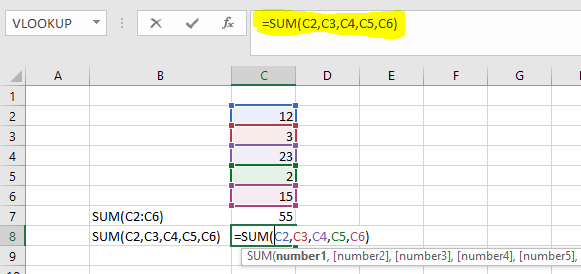 VLOOKUP =SUM(C2,C3,C4,C5,C6)
A B C D E F G
1
2 12
3 3
4 23
5 2
6 15
7 SUM(C2:C6) 55
8 SUM(C2,C3,C4,C5,C6) =SUM(C2,C3,C4,C5,C6)
9 SUM(number1, [number2], [number3], [number4], [number5],